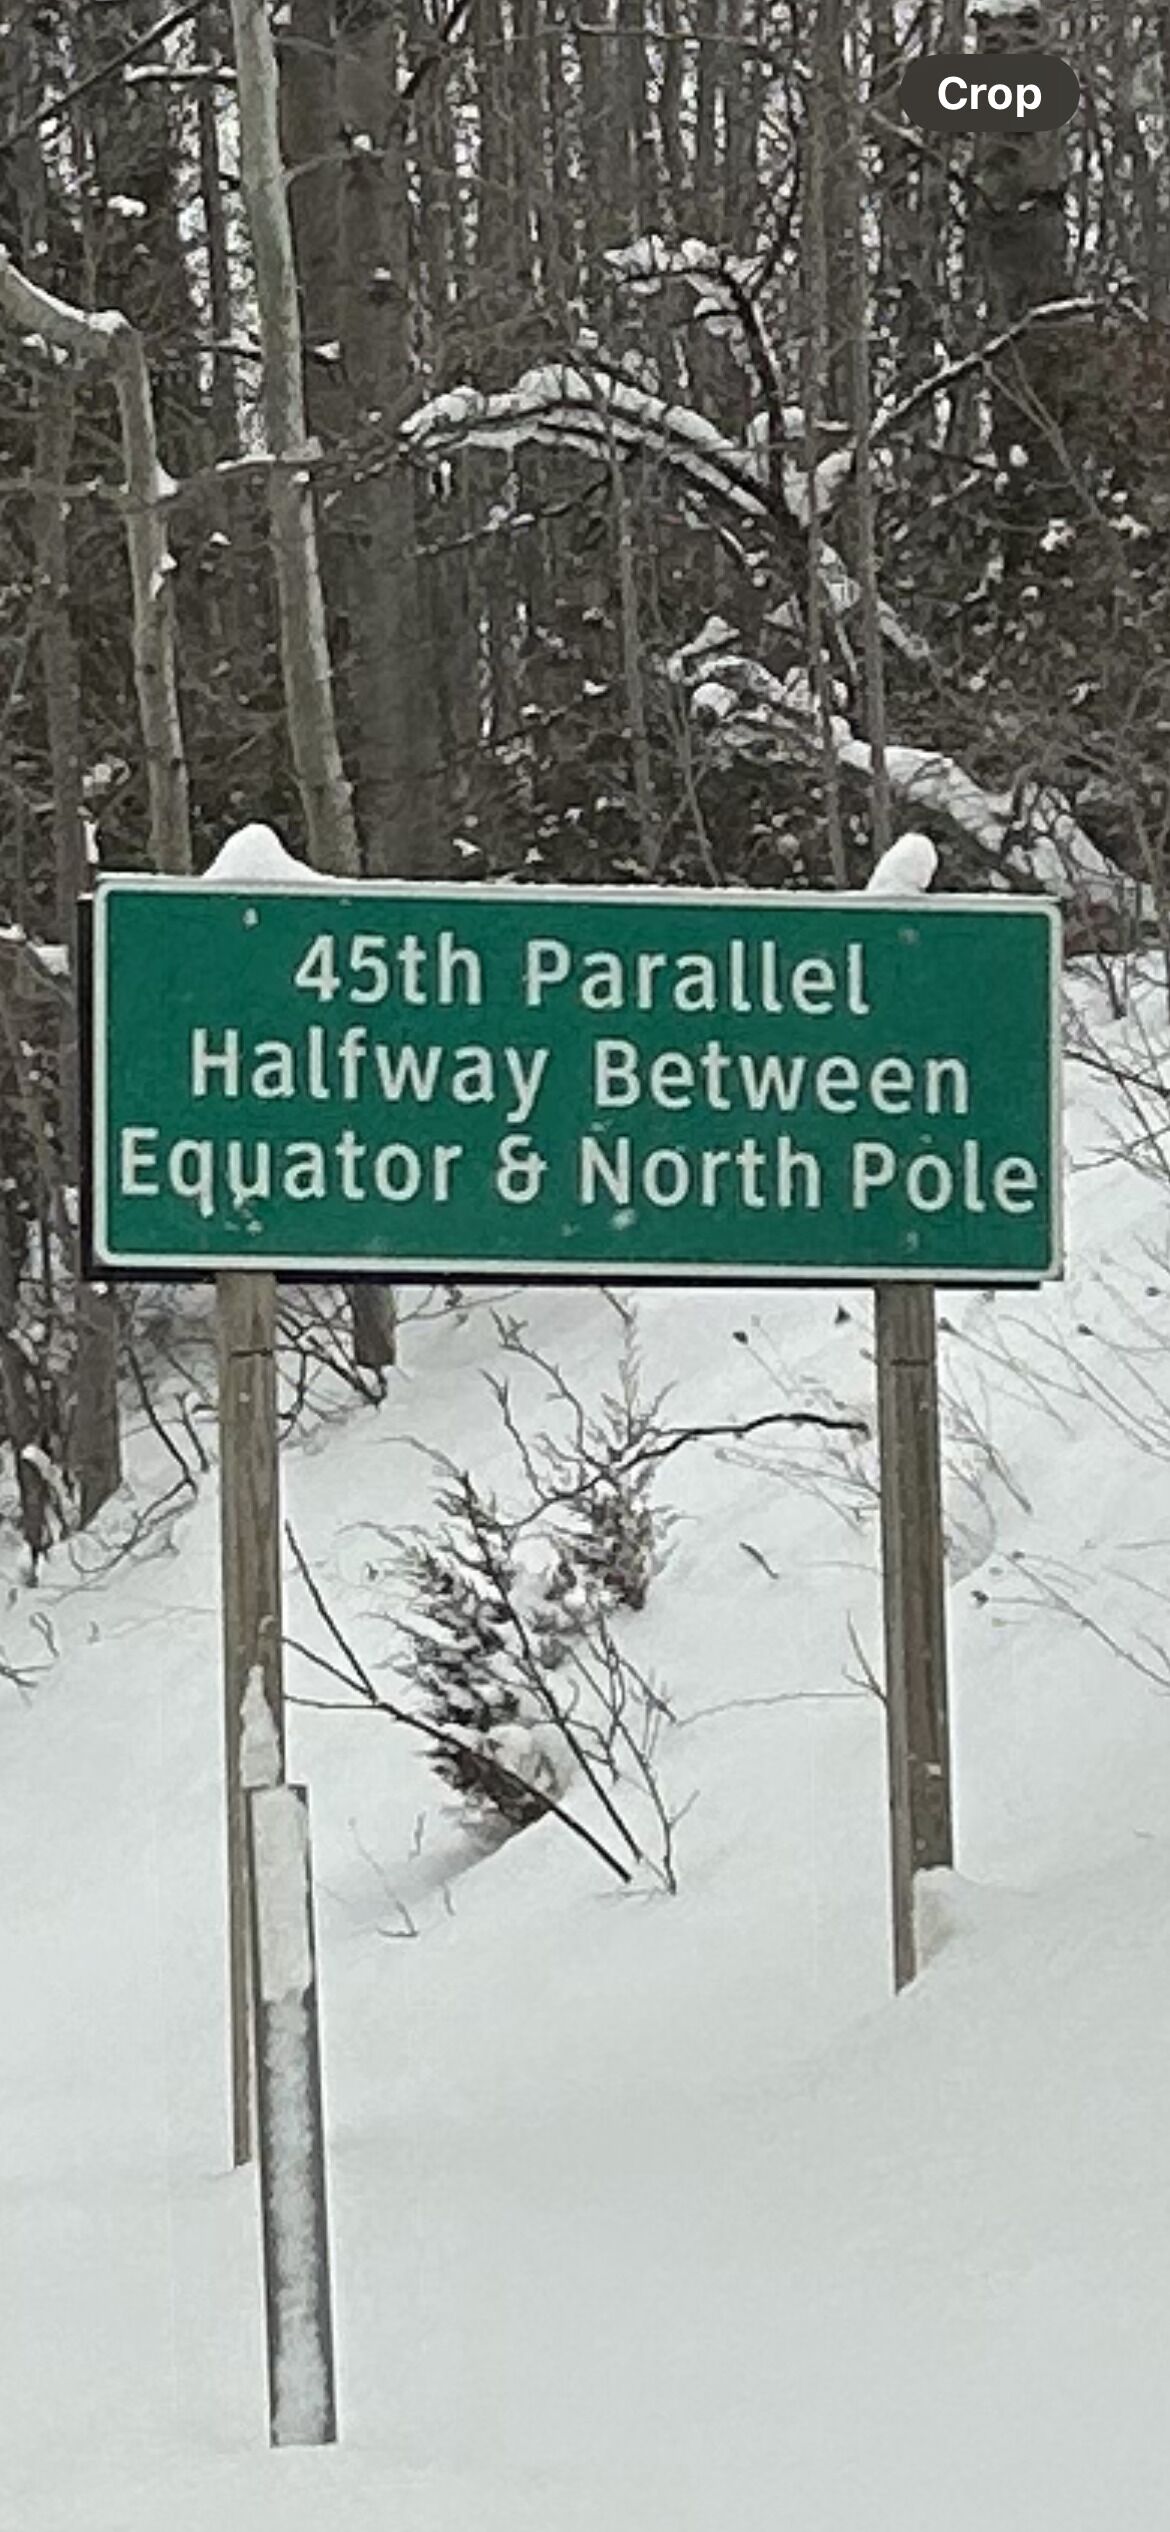 Crop
45th Parallel
Halfway Between
Equator & North Pole